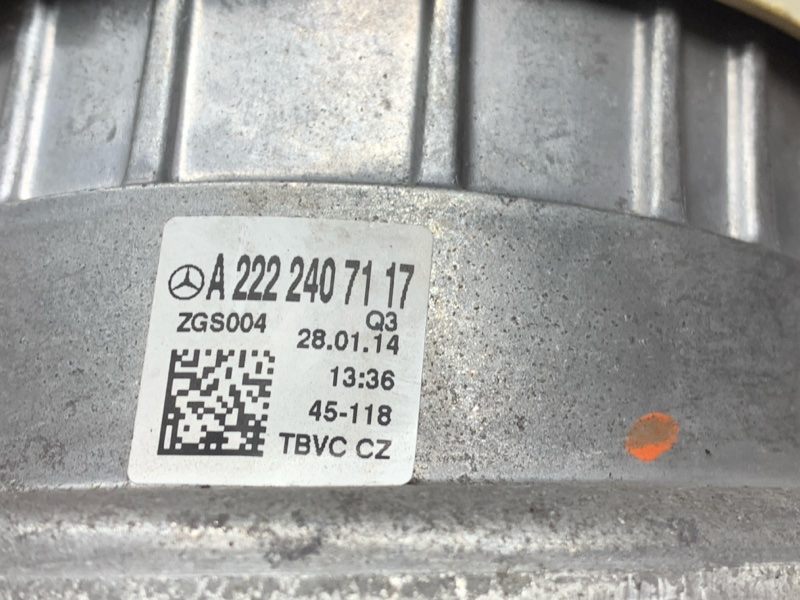 A 222 240 71 17
ZGS004 Q3
28.01.14
13:36
45-118
TBVC CZ